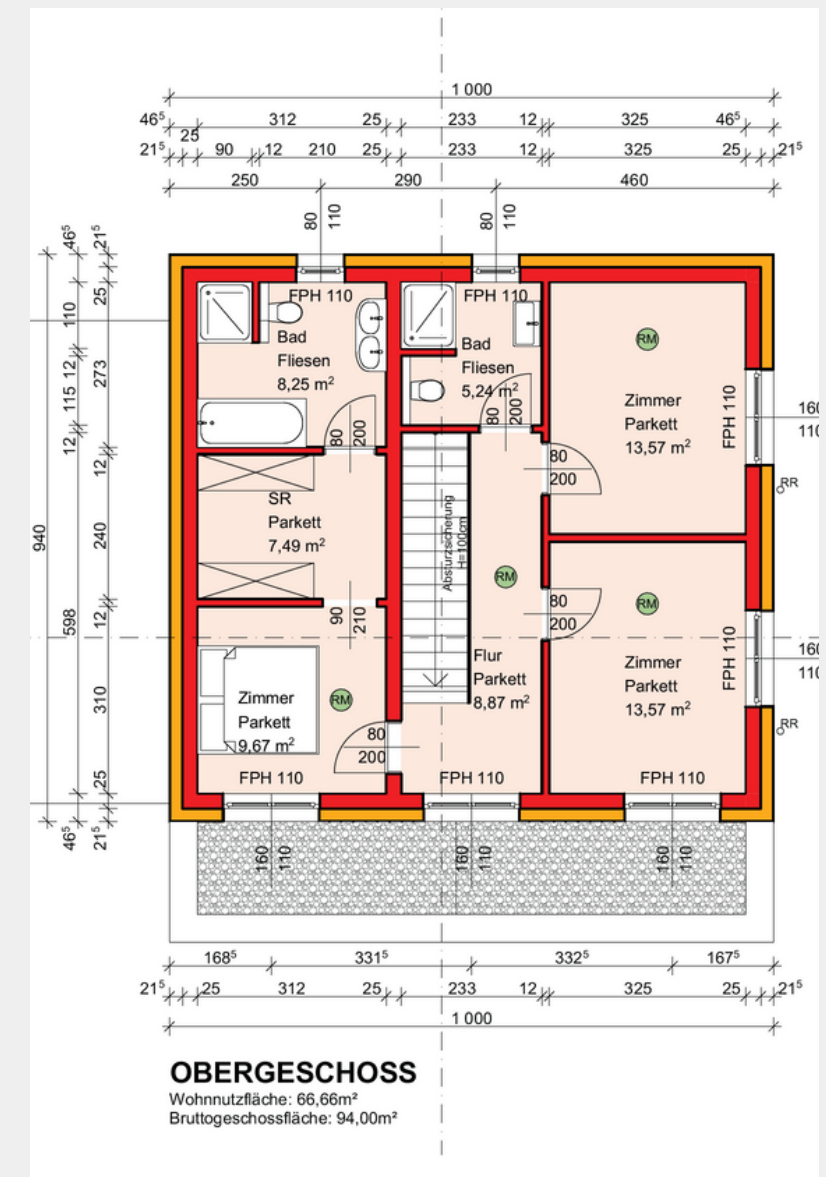 1 000
46⁵ 312 25 233 12 325 46⁵
25
21⁵ 90 12 210 25 233 12 325 25 21⁵
250 290 460
80
110
80
110
46⁵
110
12
115
12
598
46⁵
21⁵
25
273
12
240
12
310
25
21⁵
940
FPH 110
Bad
Fliesen
8,25 m²
80
200
FPH 110
Bad
Fliesen
5,24 m²
80
200
RM
Zimmer
Parkett
13,57 m²
FPH 110
160
110
RR
80
200
SR
Parkett
7,49 m²
90
210
Absturzsicherung
H=100cm
RM
80
200
RM
Zimmer
Parkett
13,57 m²
FPH 110
160
110
RR
Flur
Parkett
8,87 m²
Zimmer
Parkett
9,67 m²
RM
80
200
FPH 110
FPH 110
FPH 110
160
110
160
110
160
110
168⁵ 331⁵ 332⁵ 167⁵
21⁵ 25 312 25 233 12 325 25 21⁵
1 000
OBERGESCHOSS
Wohnnutzfläche: 66,66m²
Bruttogeschossfläche: 94,00m²